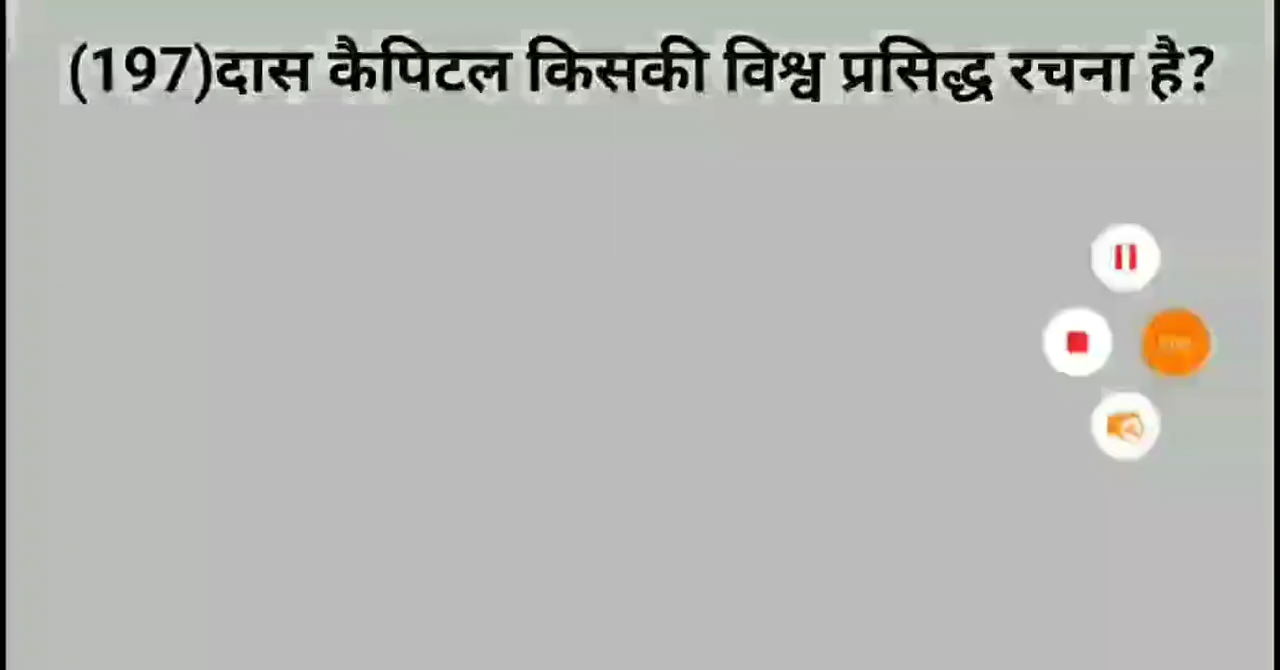 (197)दास कैपिटल किसकी विश्व प्रसिद्ध रचना है?